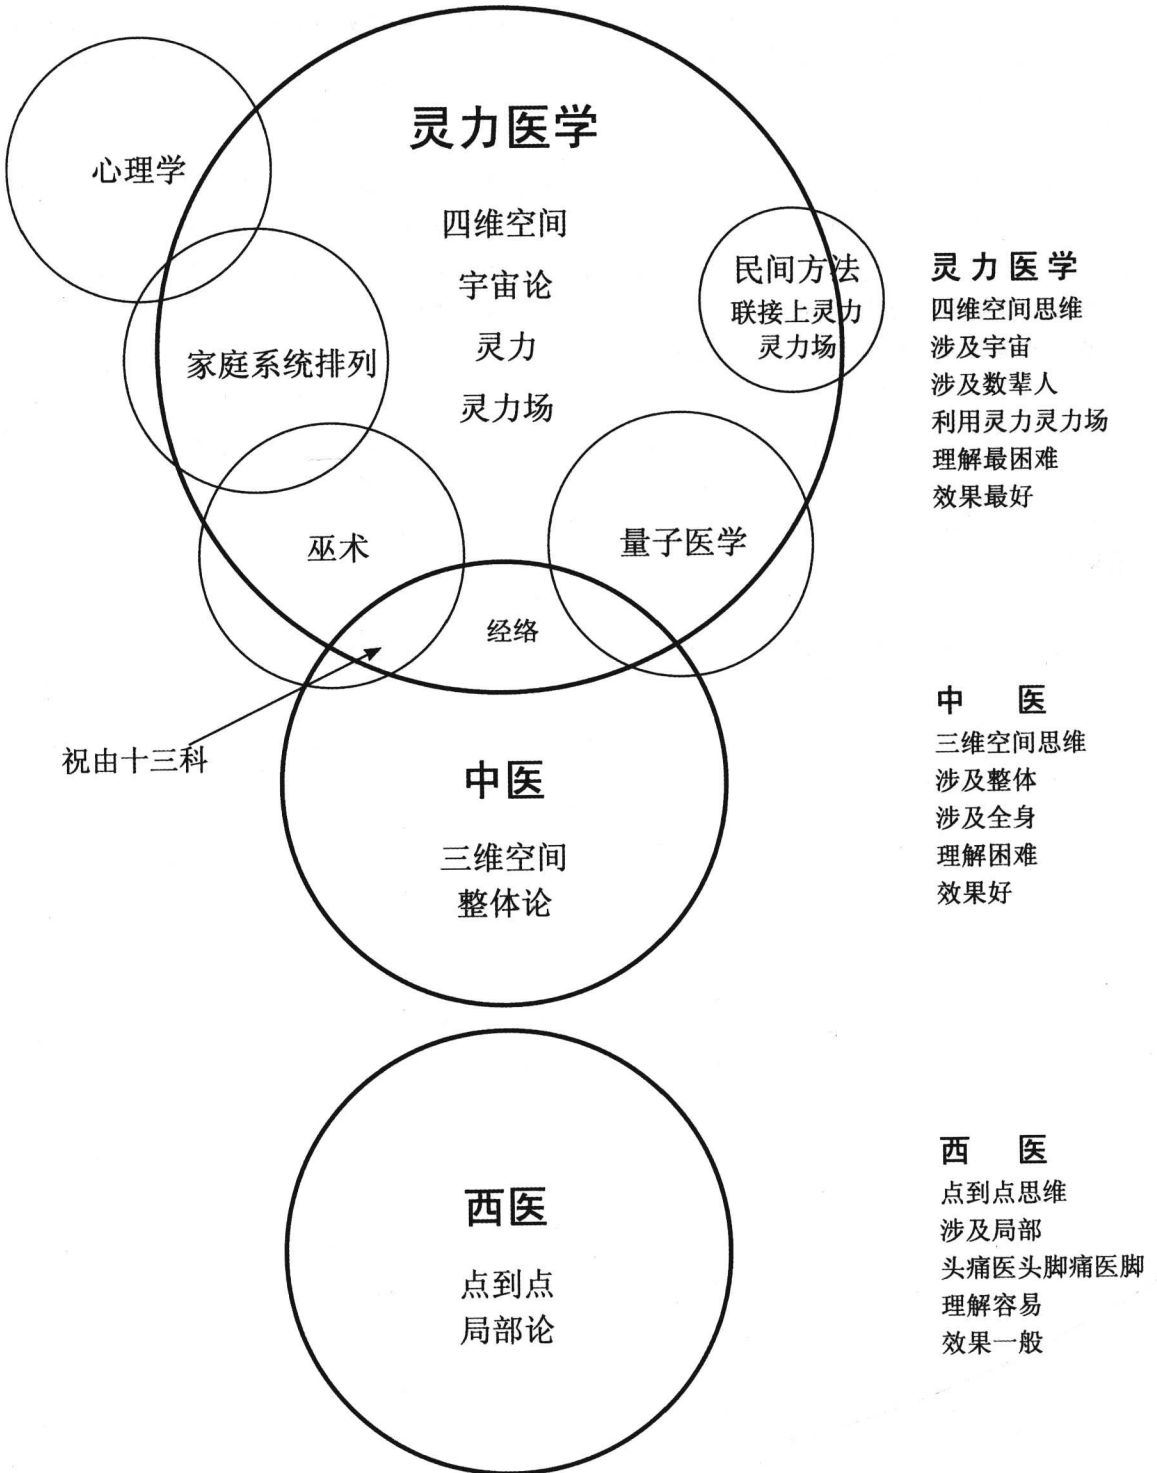 灵力医学
四维空间
宇宙论
灵力
灵力场
心理学
家庭系统排列
民间方法
联接上灵力
灵力场
巫术
量子医学
经络
祝由十三科
中医
三维空间
整体论
西医
点到点
局部论
灵力医学
四维空间思维
涉及宇宙
涉及数辈人
利用灵力灵力场
理解最困难
效果最好
中 医
三维空间思维
涉及整体
涉及全身
理解困难
效果好
西 医
点到点思维
涉及局部
头痛医头脚痛医脚
理解容易
效果一般